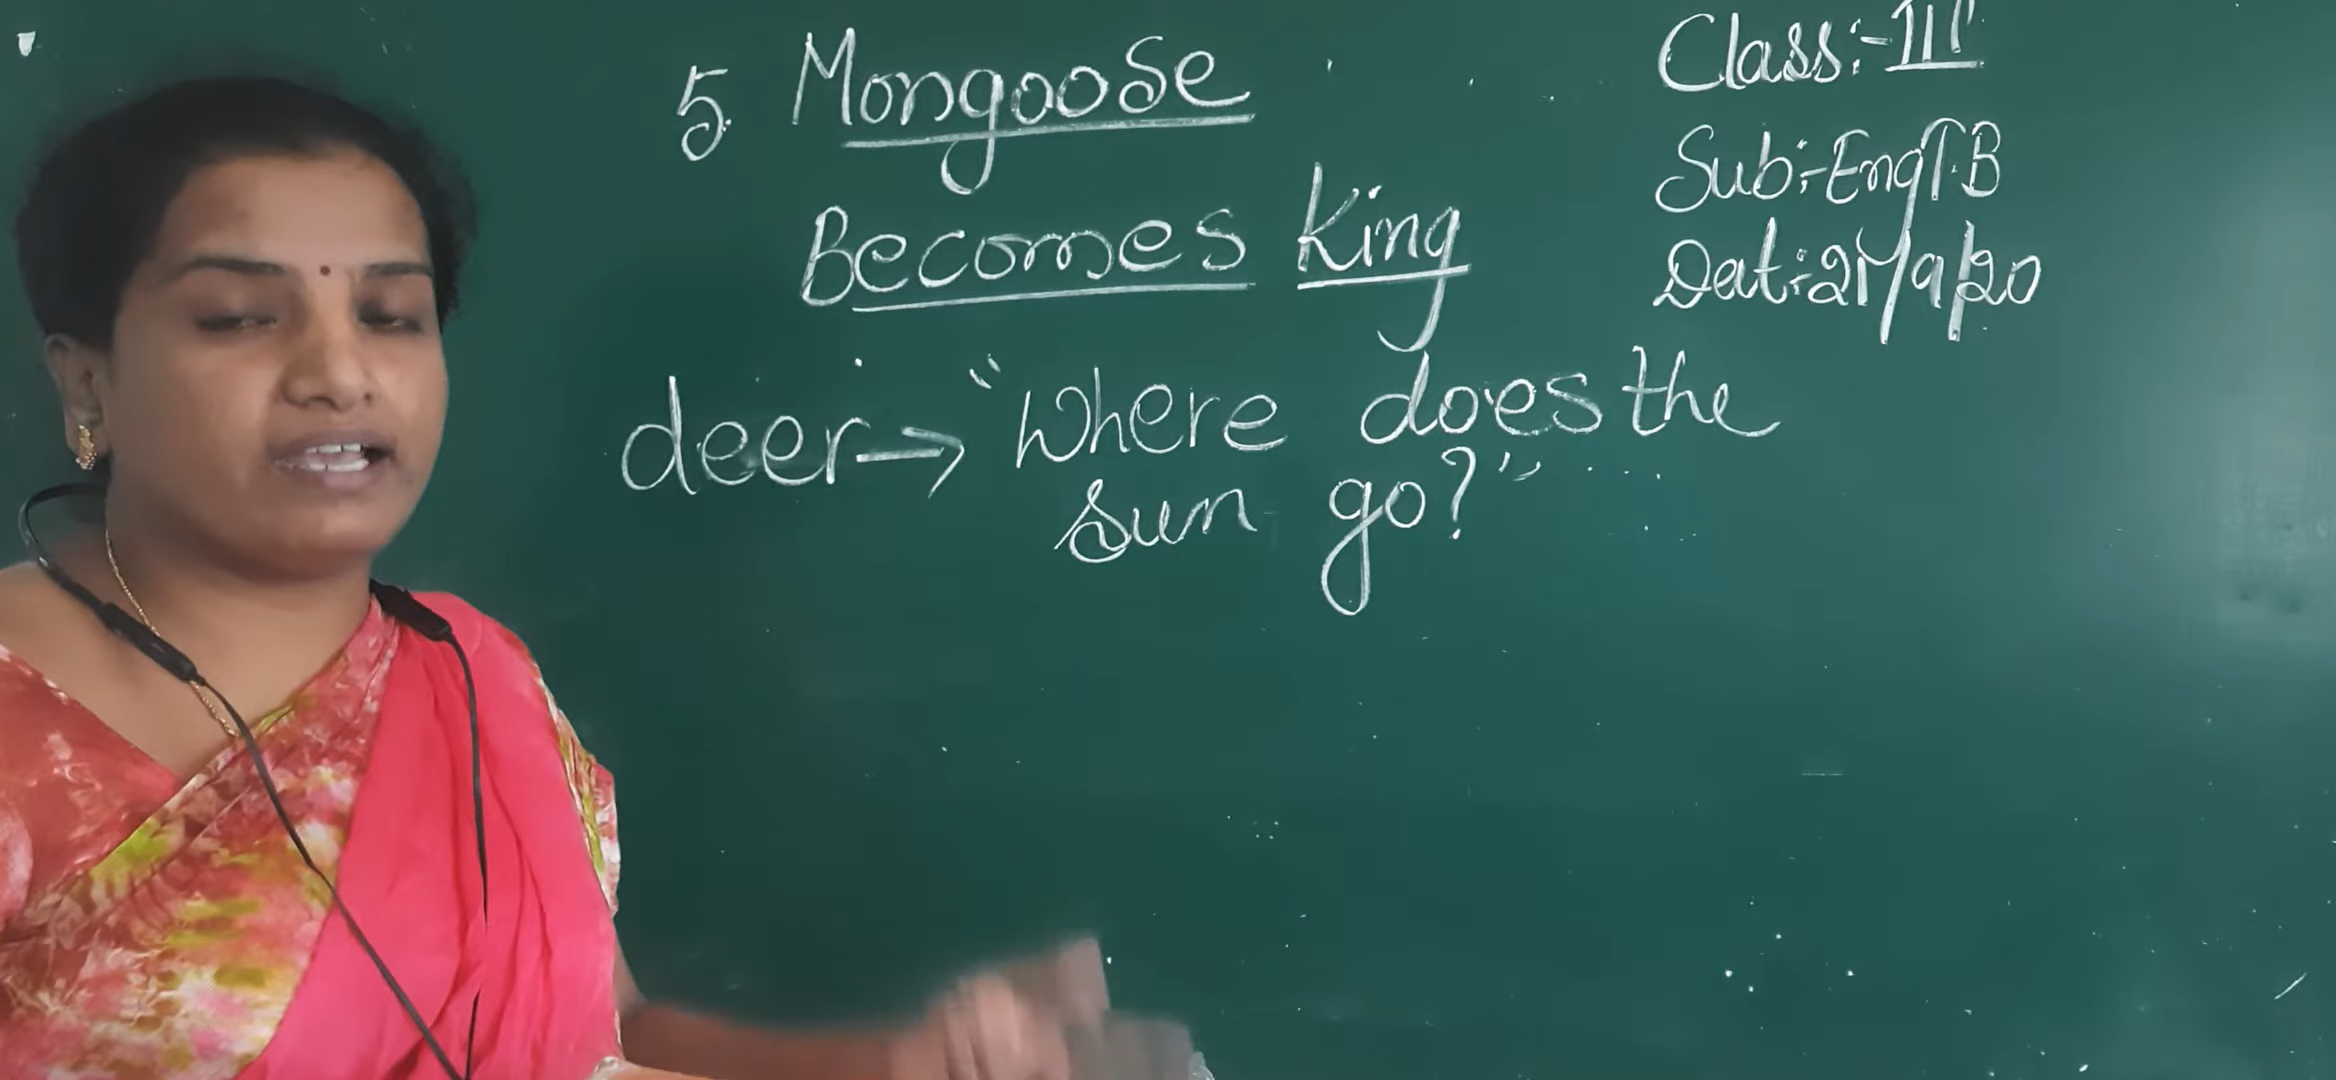 5. Mongoose
Becomes King
deer→ "Where does the
sun go?"
Class:-III
Sub:-Eng T.B
Dat:-21/9/20